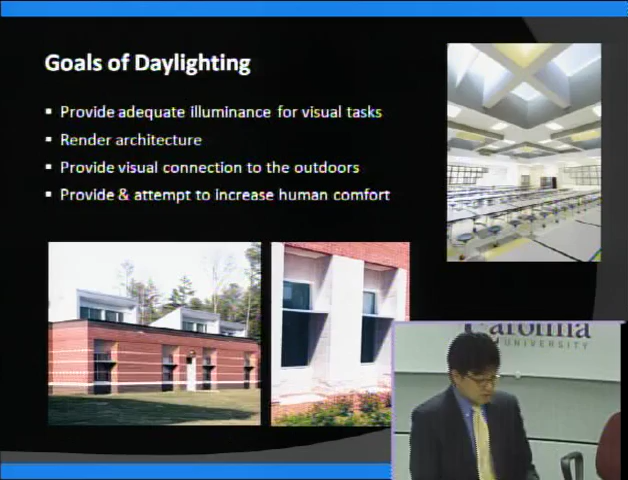 Goals of Daylighting
▪ Provide adequate illuminance for visual tasks
▪ Render architecture
▪ Provide visual connection to the outdoors
▪ Provide & attempt to increase human comfort
Carolina
UNIVERSITY